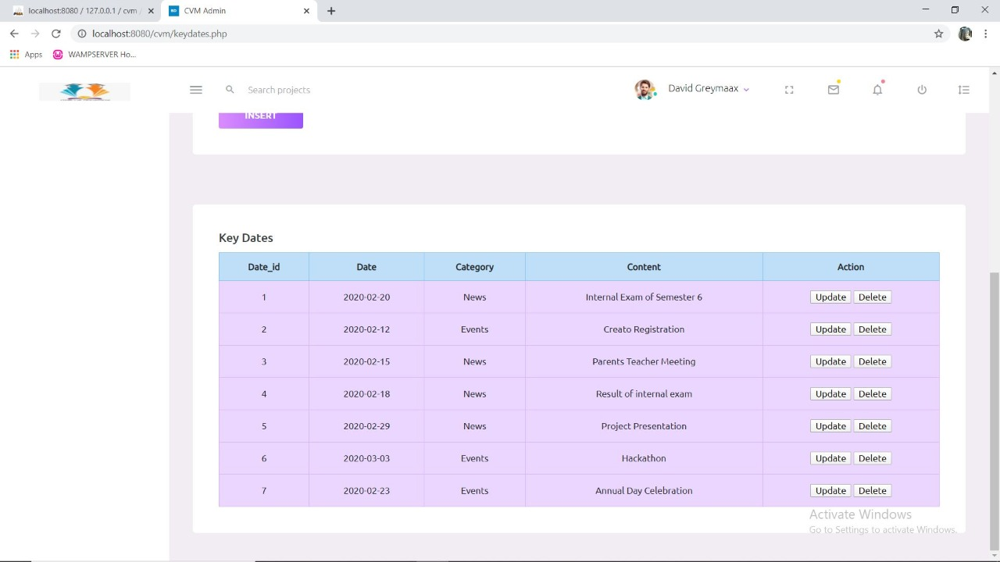 localhost:8080 / 127.0.0.1 / cvm /
CVM Admin
localhost:8080/cvm/keydates.php
Apps WAMPSERVER Ho...
Search projects David Greymaax
INSERT
Key Dates
Date_id Date Category Content Action
1 2020-02-20 News Internal Exam of Semester 6 Update Delete
2 2020-02-12 Events Creato Registration Update Delete
3 2020-02-15 News Parents Teacher Meeting Update Delete
4 2020-02-18 News Result of internal exam Update Delete
5 2020-02-29 News Project Presentation Update Delete
6 2020-03-03 Events Hackathon Update Delete
7 2020-02-23 Events Annual Day Celebration Update Delete
Activate Windows
Go to Settings to activate Windows.